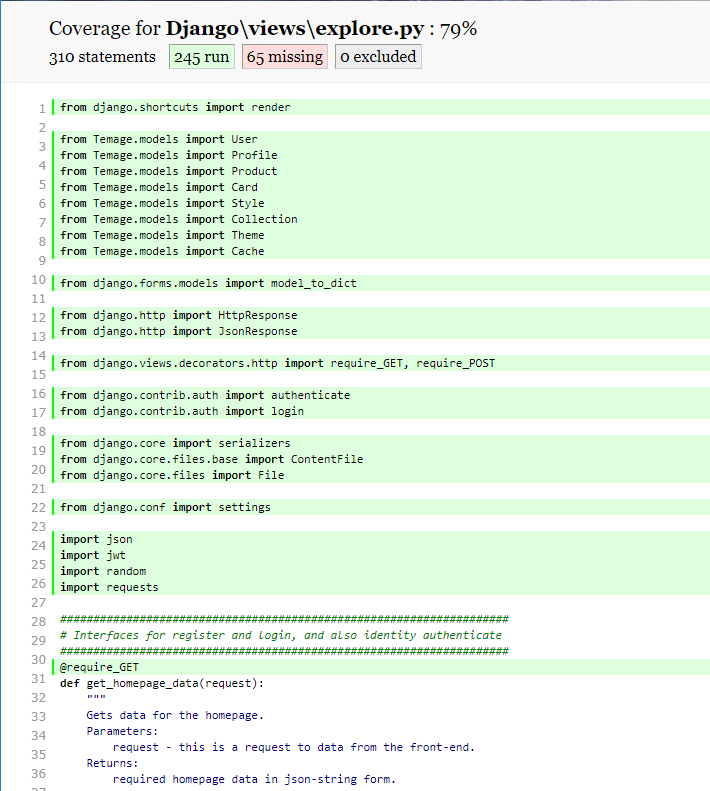 Coverage for Django\views\explore.py : 79%
310 statements 245 run 65 missing 0 excluded
1 from django.shortcuts import render
2
3 from Temage.models import User
4 from Temage.models import Profile
5 from Temage.models import Product
6 from Temage.models import Card
7 from Temage.models import Style
8 from Temage.models import Collection
9 from Temage.models import Theme
10 from Temage.models import Cache
11
12 from django.forms.models import model_to_dict
13
14 from django.http import HttpResponse
15 from django.http import JsonResponse
16
17 from django.views.decorators.http import require_GET, require_POST
18
19 from django.contrib.auth import authenticate
20 from django.contrib.auth import login
21
22 from django.core import serializers
23 from django.core.files.base import ContentFile
24 from django.core.files import File
25
26 from django.conf import settings
27
28 import json
29 import jwt
30 import random
31 import requests
32
33 ####################################################################
34 # Interfaces for register and login, and also identity authenticate
35 ####################################################################
36 @require_GET
def get_homepage_data(request):
"""
Gets data for the homepage.
Parameters:
request - this is a request to data from the front-end.
Returns:
required homepage data in json-string form.